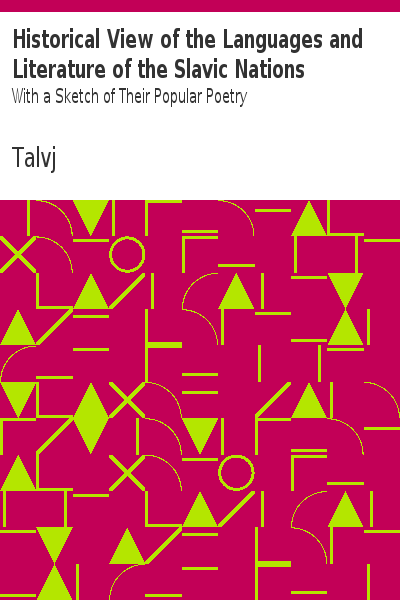 Historical View of the Languages and
Literature of the Slavic Nations
With a Sketch of Their Popular Poetry
Talvj